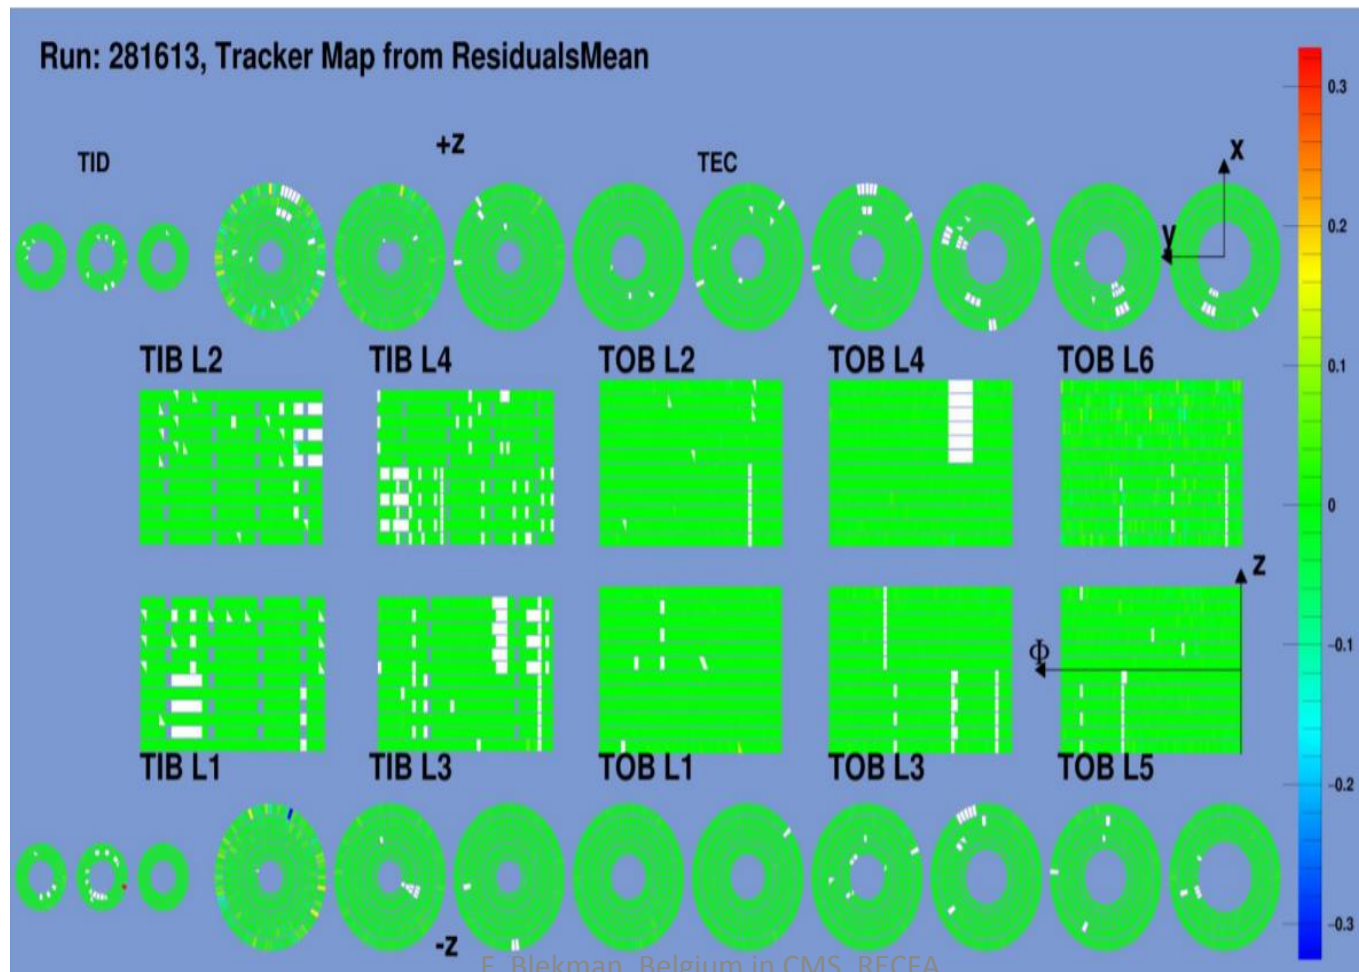 Run: 281613, Tracker Map from ResidualsMean
0.3
+z
TID
TEC
x
0.2
y
TIB L2
TIB L4
TOB L2
TOB L4
TOB L6
0.1
0
z
Φ
-0.1
TIB L1
TIB L3
TOB L1
TOB L3
TOB L5
-0.2
-0.3
-z
F. Blekman, Belgium in CMS, RECFA